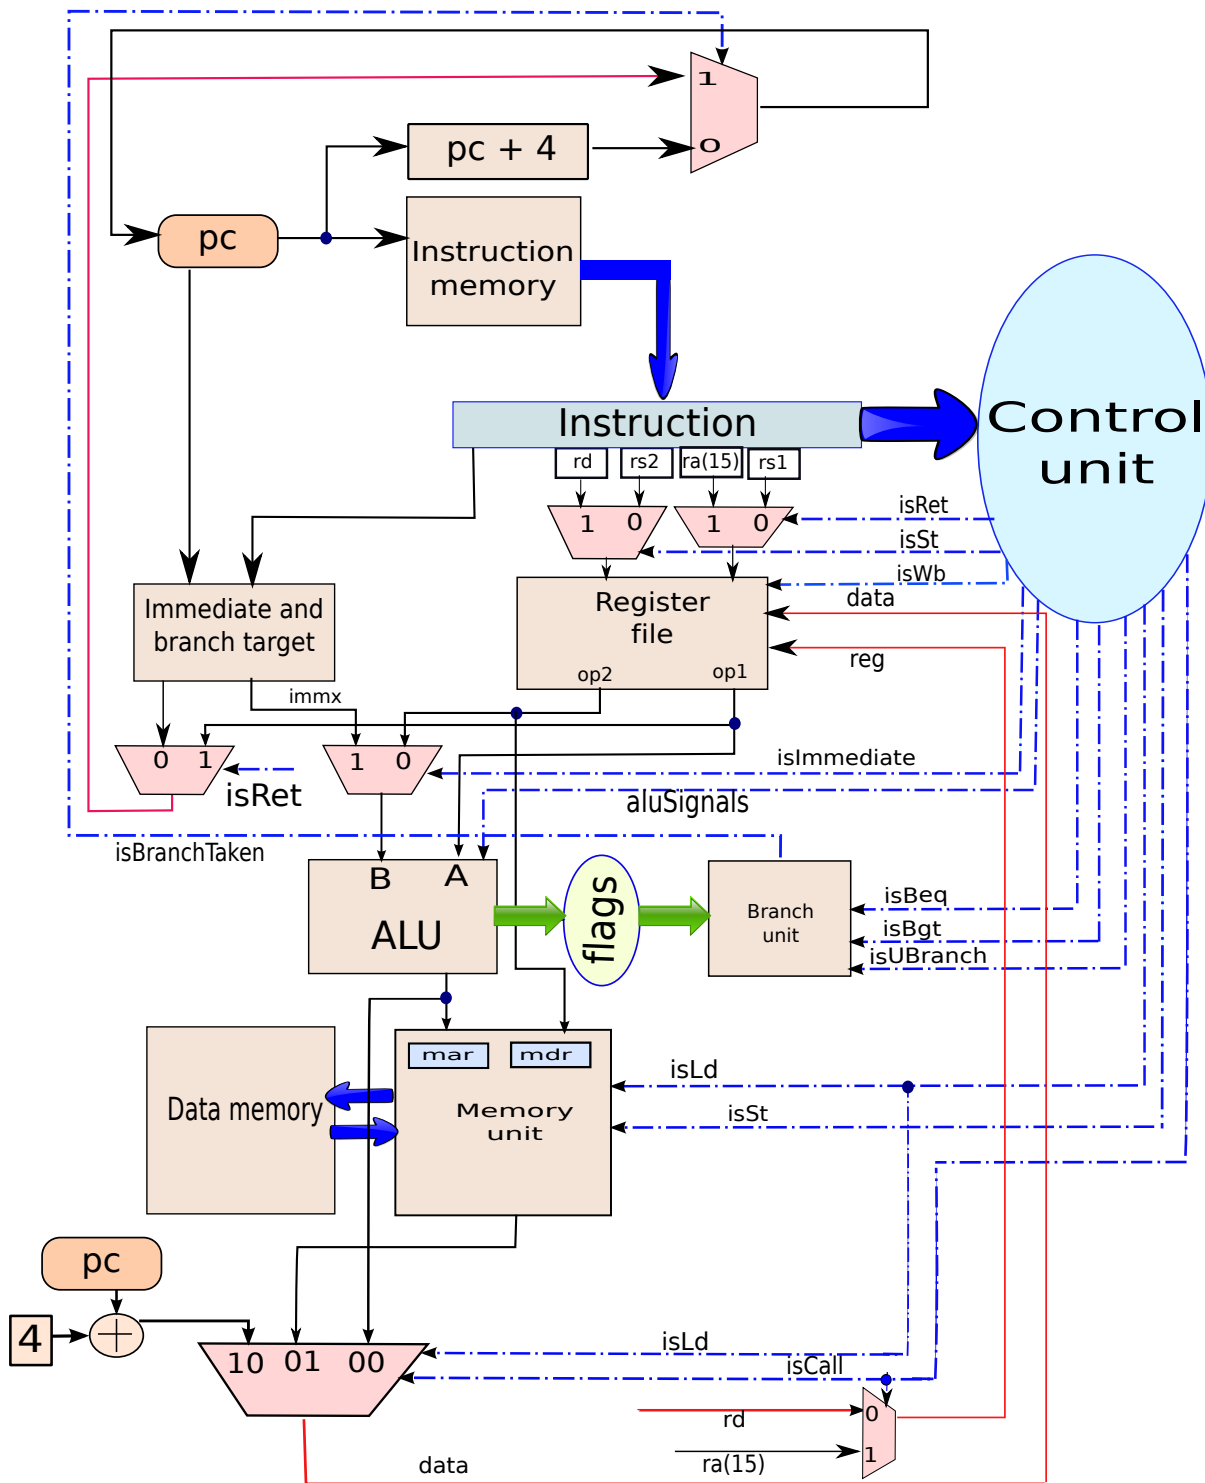 1
pc + 4
0
pc
Instruction
memory
Control
unit
Instruction
rd
rs2
ra(15)
rs1
1
0
1
0
isRet
isSt
isWb
data
Register
file
Immediate and
branch target
reg
op2
op1
immx
0
1
1
0
isImmediate
isRet
aluSignals
isBranchTaken
B
A
ALU
flags
Branch
unit
isBeq
isBgt
isUBranch
mar
mdr
isLd
Data memory
Memory
unit
isSt
pc
4
10
01
00
isLd
isCall
rd
0
ra(15)
1
data